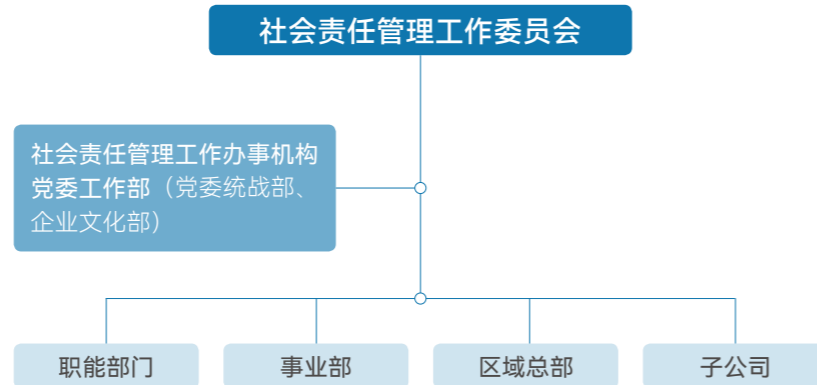 社会责任管理工作委员会
社会责任管理工作办事机构
党委工作部（党委统战部、
企业文化部）
职能部门
事业部
区域总部
子公司